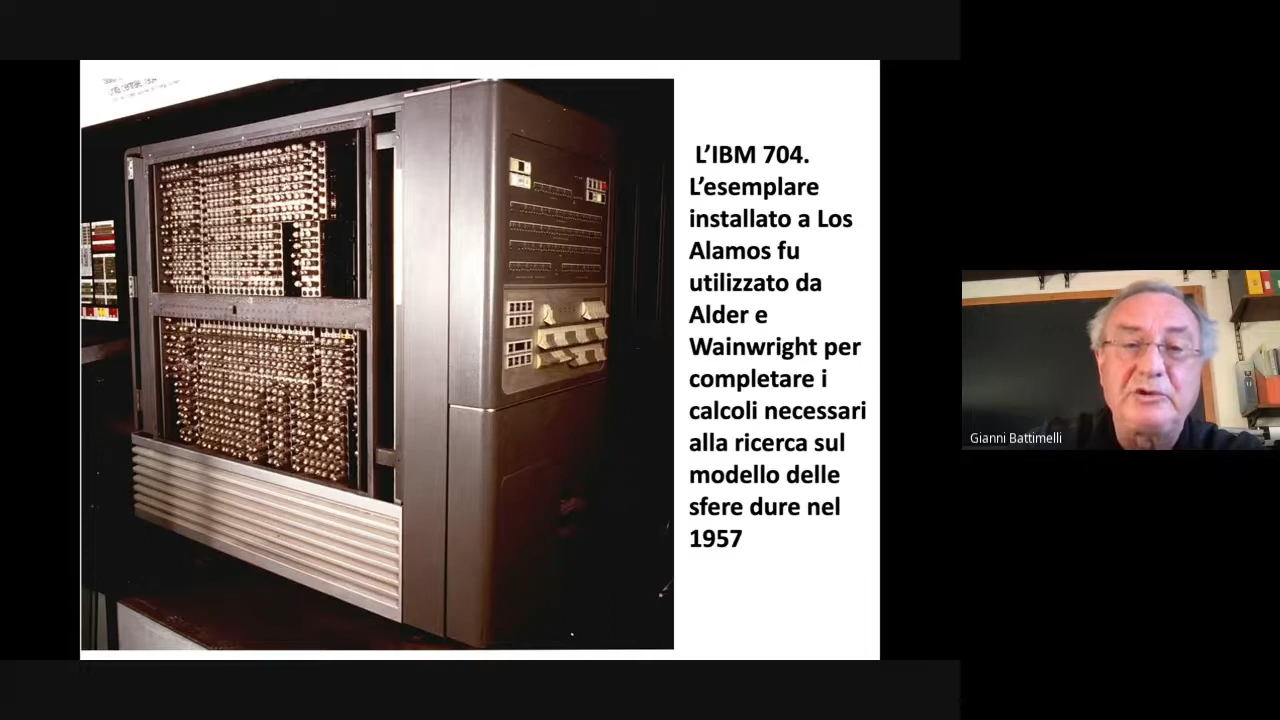 L’IBM 704.
L’esemplare
installato a Los
Alamos fu
utilizzato da
Alder e
Wainwright per
completare i
calcoli necessari
alla ricerca sul
modello delle
sfere dure nel
1957
Gianni Battimelli